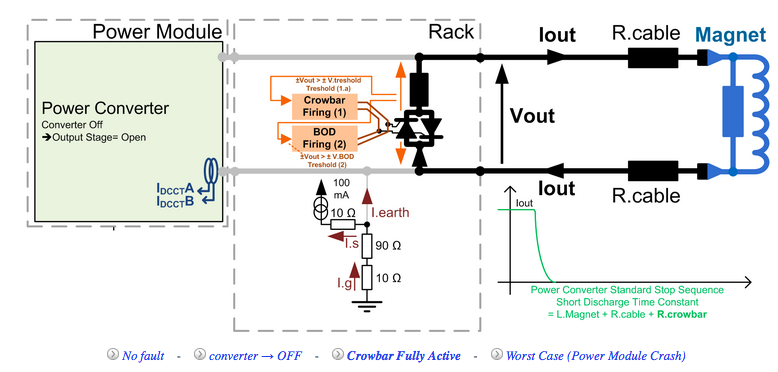 Power Module
Rack
Iout
R.cable
Magnet
Power Converter
Converter Off
➔Output Stage= Open
±Vout > ± V.treshold
Treshold (1.a)
Crowbar
Firing (1)
BOD
Firing (2)
±Vout > ± V.BOD
Treshold (2)
Vout
IDCCTA
IDCCTB
100
mA
10 Ω
I.earth
I.s
90 Ω
I.g
10 Ω
Iout
R.cable
Iout
Power Converter Standard Stop Sequence
Short Discharge Time Constant
= L.Magnet + R.cable + R.crowbar
No fault - converter → OFF - Crowbar Fully Active - Worst Case (Power Module Crash)